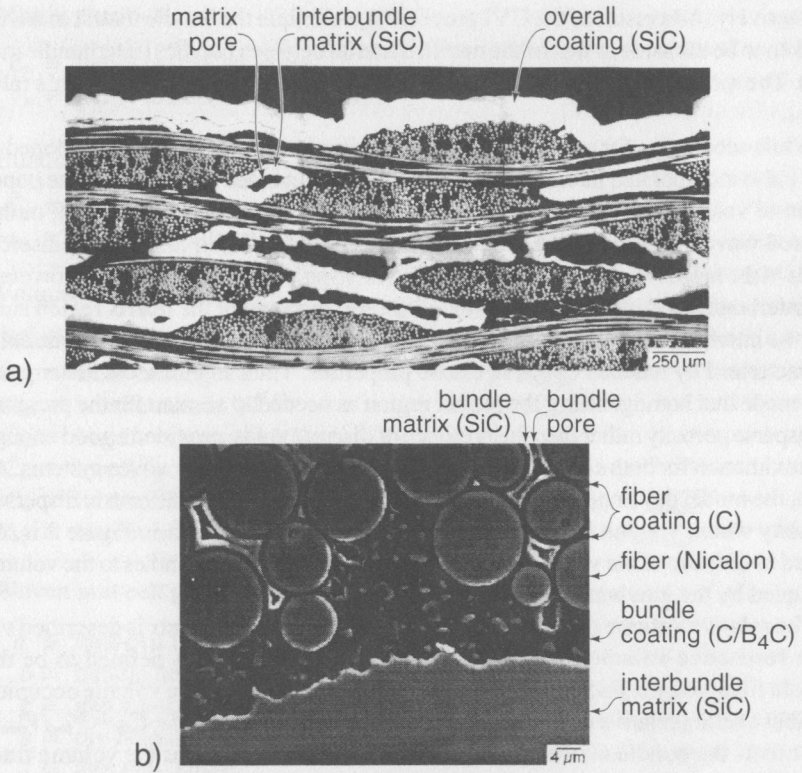 matrix
pore
interbundle
matrix (SiC)
overall
coating (SiC)
250 μm
a)
bundle
matrix (SiC)
bundle
pore
fiber
coating (C)
fiber (Nicalon)
bundle
coating (C/B₄C)
interbundle
matrix (SiC)
b)
4 μm